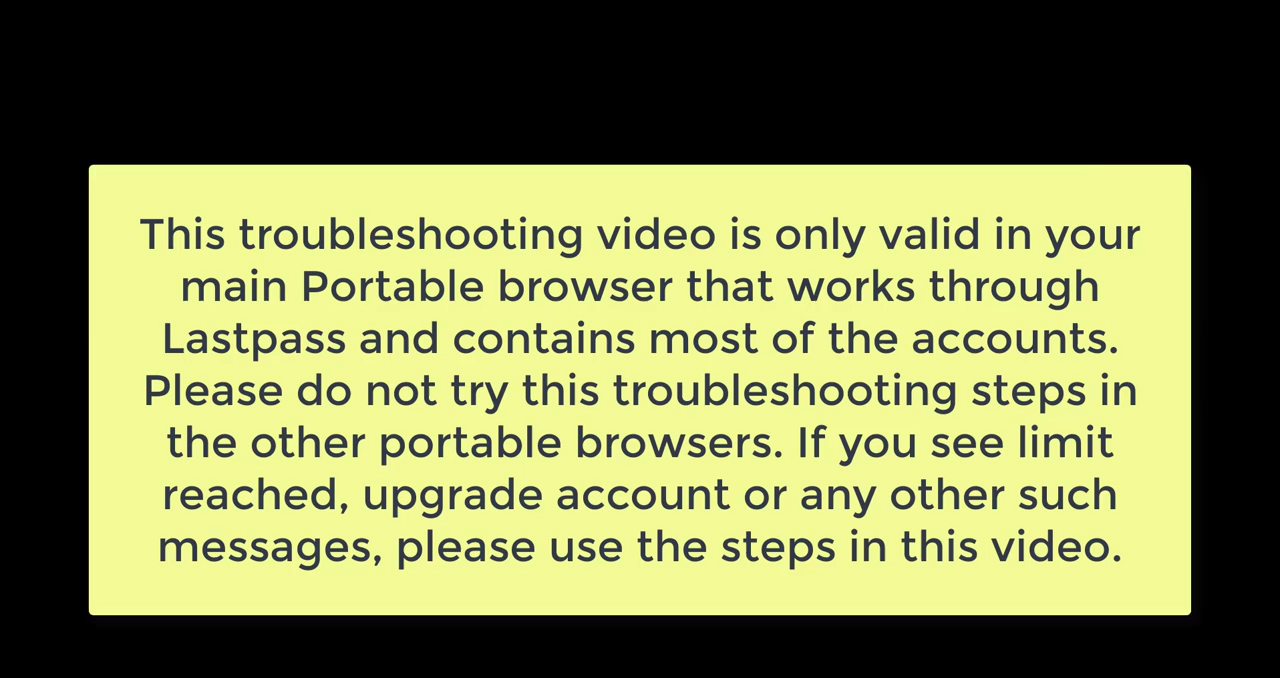 This troubleshooting video is only valid in your
main Portable browser that works through
Lastpass and contains most of the accounts.
Please do not try this troubleshooting steps in
the other portable browsers. If you see limit
reached, upgrade account or any other such
messages, please use the steps in this video.